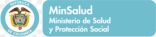 MinSalud
Ministerio de Salud
y Protección Social